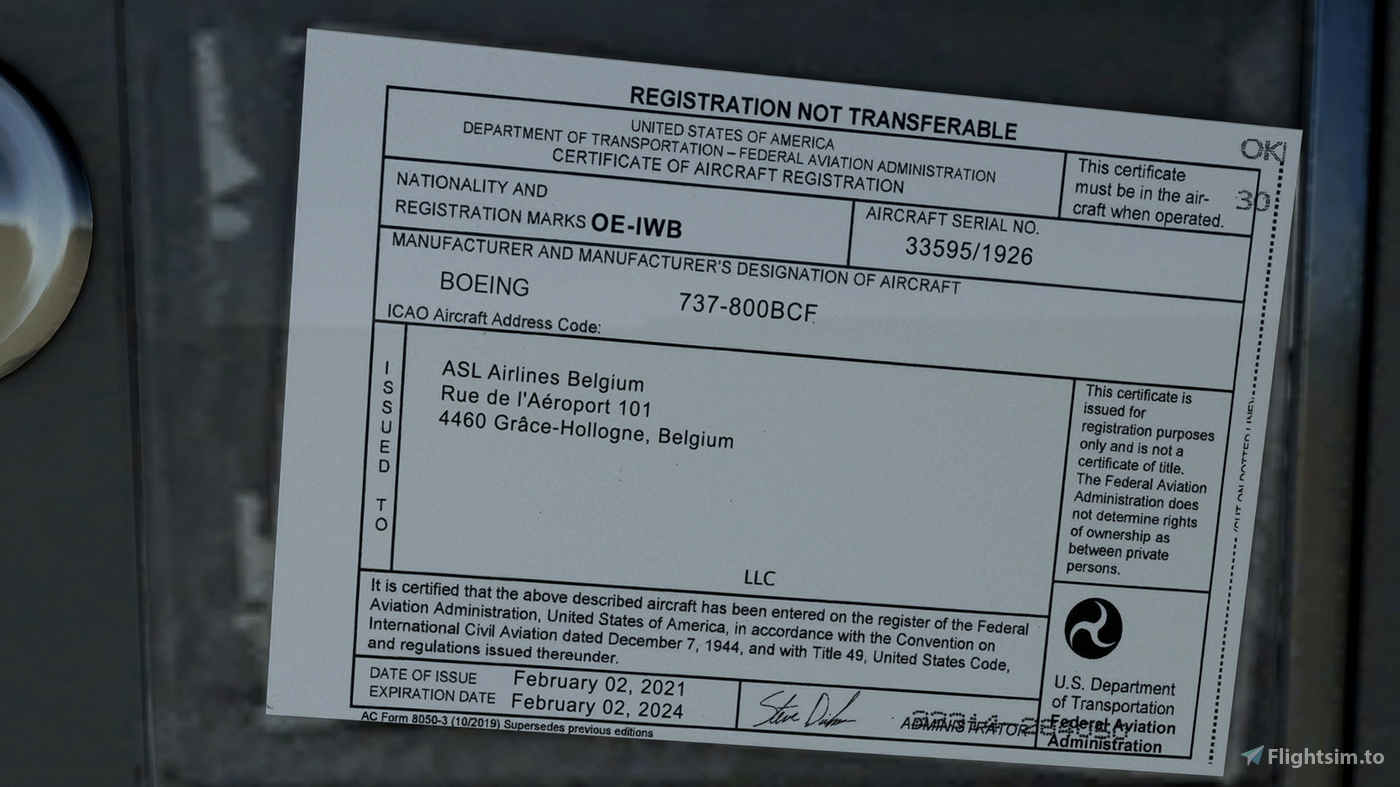 REGISTRATION NOT TRANSFERABLE
UNITED STATES OF AMERICA
DEPARTMENT OF TRANSPORTATION – FEDERAL AVIATION ADMINISTRATION
CERTIFICATE OF AIRCRAFT REGISTRATION
This certificate
must be in the air-
craft when operated.
OK
30
NATIONALITY AND
REGISTRATION MARKS OE-IWB
AIRCRAFT SERIAL NO.
33595/1926
MANUFACTURER AND MANUFACTURER'S DESIGNATION OF AIRCRAFT
BOEING 737-800BCF
ICAO Aircraft Address Code:
ISSUED TO
ASL Airlines Belgium
Rue de l'Aéroport 101
4460 Grâce-Hollogne, Belgium
LLC
This certificate is
issued for
registration purposes
only and is not a
certificate of title.
The Federal Aviation
Administration does
not determine rights
of ownership as
between private
persons.
It is certified that the above described aircraft has been entered on the register of the Federal
Aviation Administration, United States of America, in accordance with the Convention on
International Civil Aviation dated December 7, 1944, and with Title 49, United States Code,
and regulations issued thereunder.
DATE OF ISSUE February 02, 2021
EXPIRATION DATE February 02, 2024
Steve
ADMINISTRATOR
U.S. Department
of Transportation
Federal Aviation
Administration
AC Form 8050-3 (10/2019) Supersedes previous editions
Flightsim.to